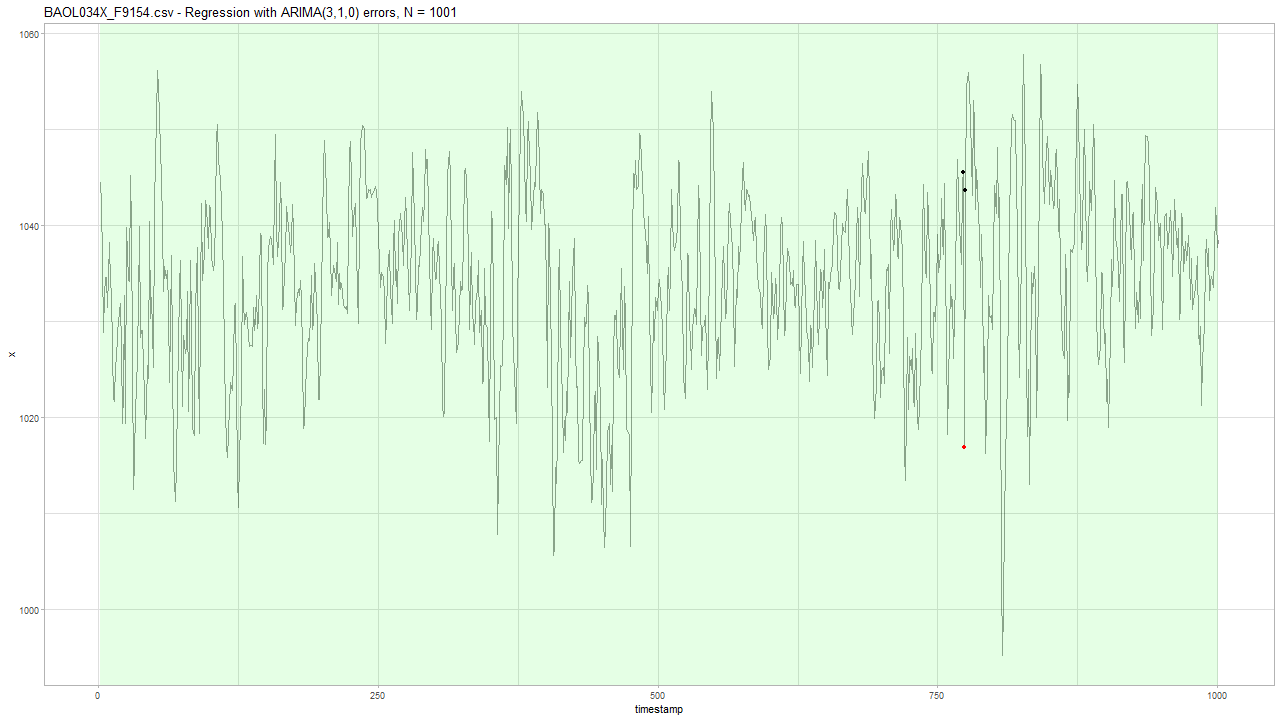 BAOL034X_F9154.csv - Regression with ARIMA(3,1,0) errors, N = 1001
1060
1040
x
1020
1000
0 250 500 750 1000
timestamp